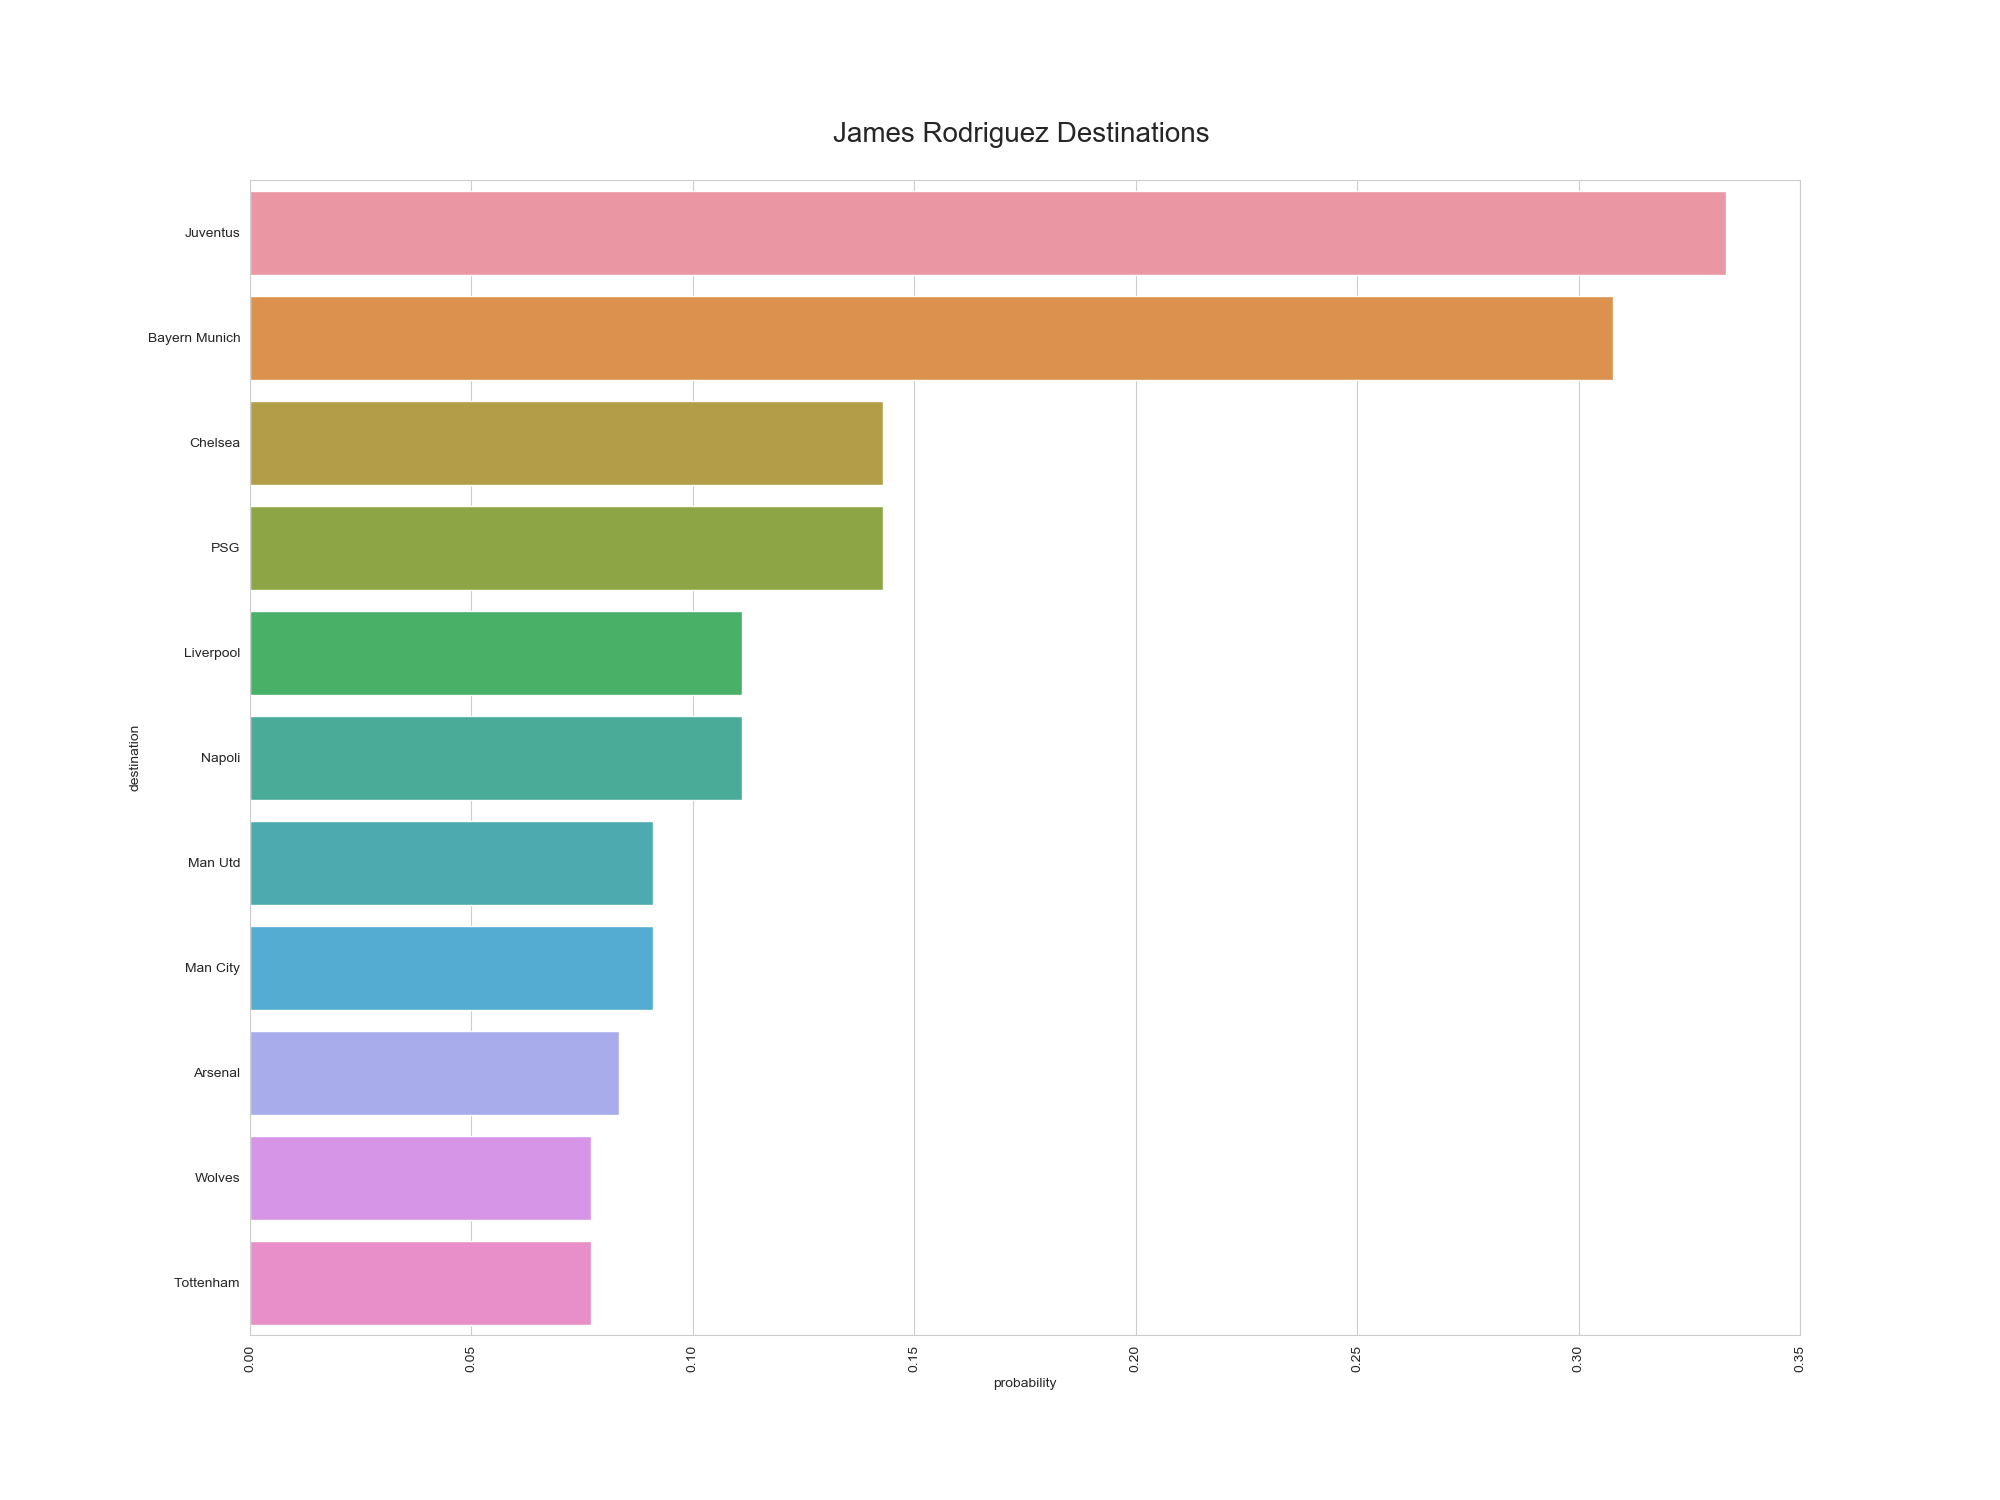 James Rodriguez Destinations
Juventus
Bayern Munich
Chelsea
PSG
Liverpool
Napoli
Man Utd
Man City
Arsenal
Wolves
Tottenham
destination
0.00
0.05
0.10
0.15
0.20
0.25
0.30
0.35
probability